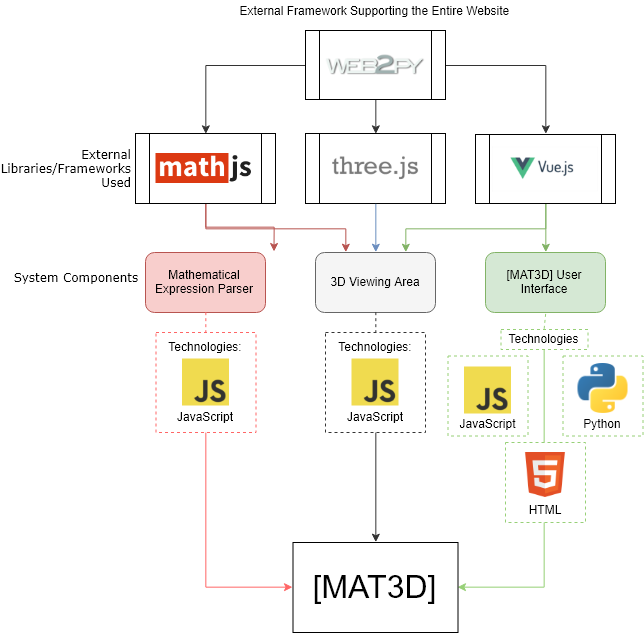 External Framework Supporting the Entire Website
WEB2PY
External
Libraries/Frameworks
Used
mathjs
three.js
Vue.js
System Components
Mathematical
Expression Parser
3D Viewing Area
[MAT3D] User
Interface
Technologies:
JS
JavaScript
Technologies:
JS
JavaScript
Technologies
JS
JavaScript
Python
5
HTML
[MAT3D]